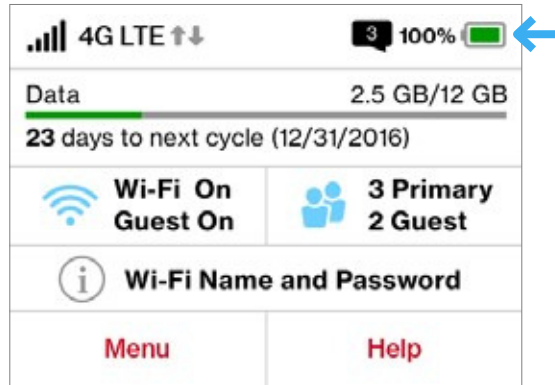 4G LTE 3 100%
Data 2.5 GB/12 GB
23 days to next cycle (12/31/2016)
Wi-Fi On 3 Primary
Guest On 2 Guest
i Wi-Fi Name and Password
Menu Help